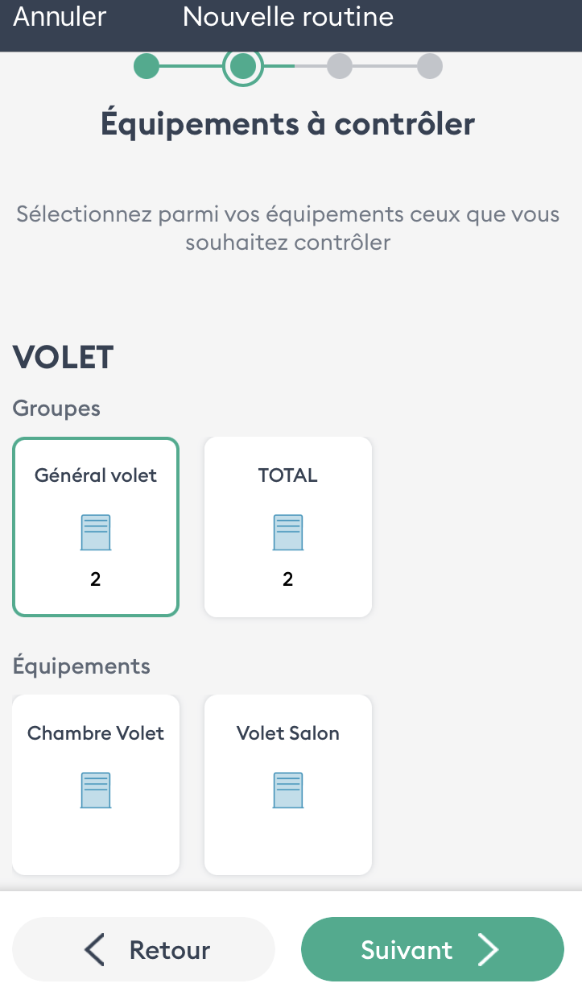 Annuler Nouvelle routine
Équipements à contrôler
Sélectionnez parmi vos équipements ceux que vous
souhaitez contrôler
VOLET
Groupes
Général volet
2
TOTAL
2
Équipements
Chambre Volet
Volet Salon
Retour
Suivant